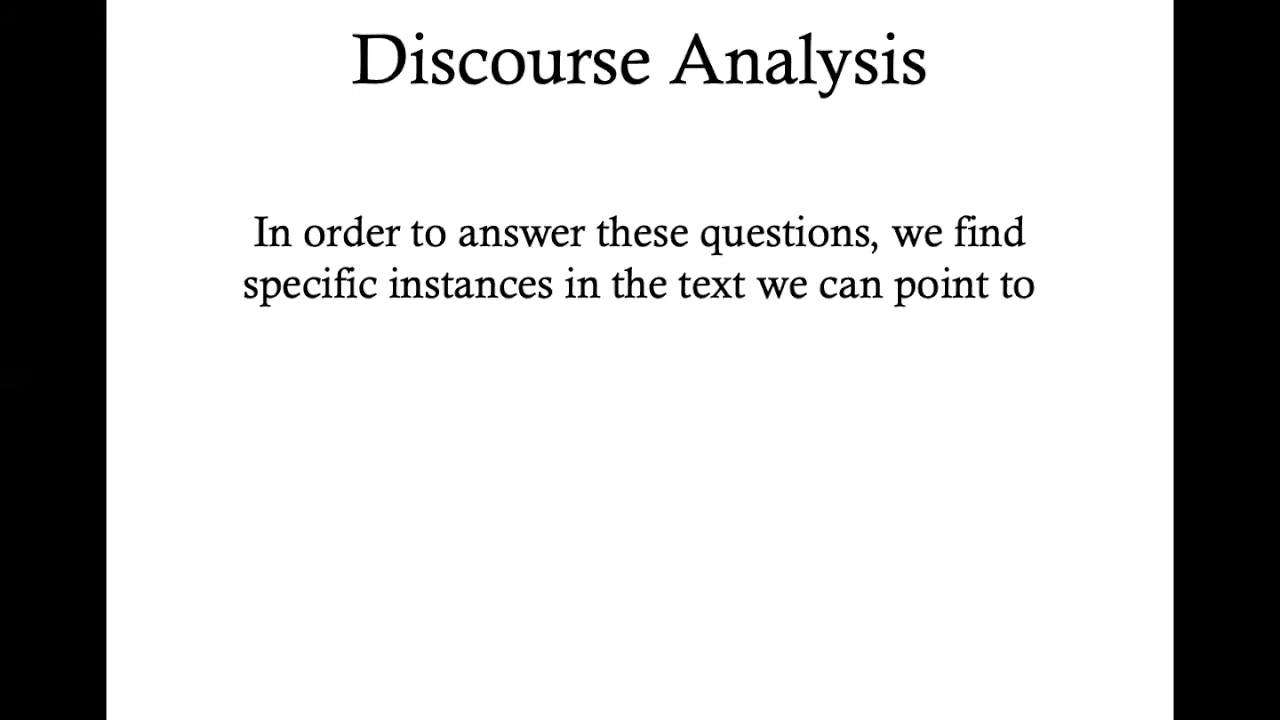 Discourse Analysis
In order to answer these questions, we find
specific instances in the text we can point to